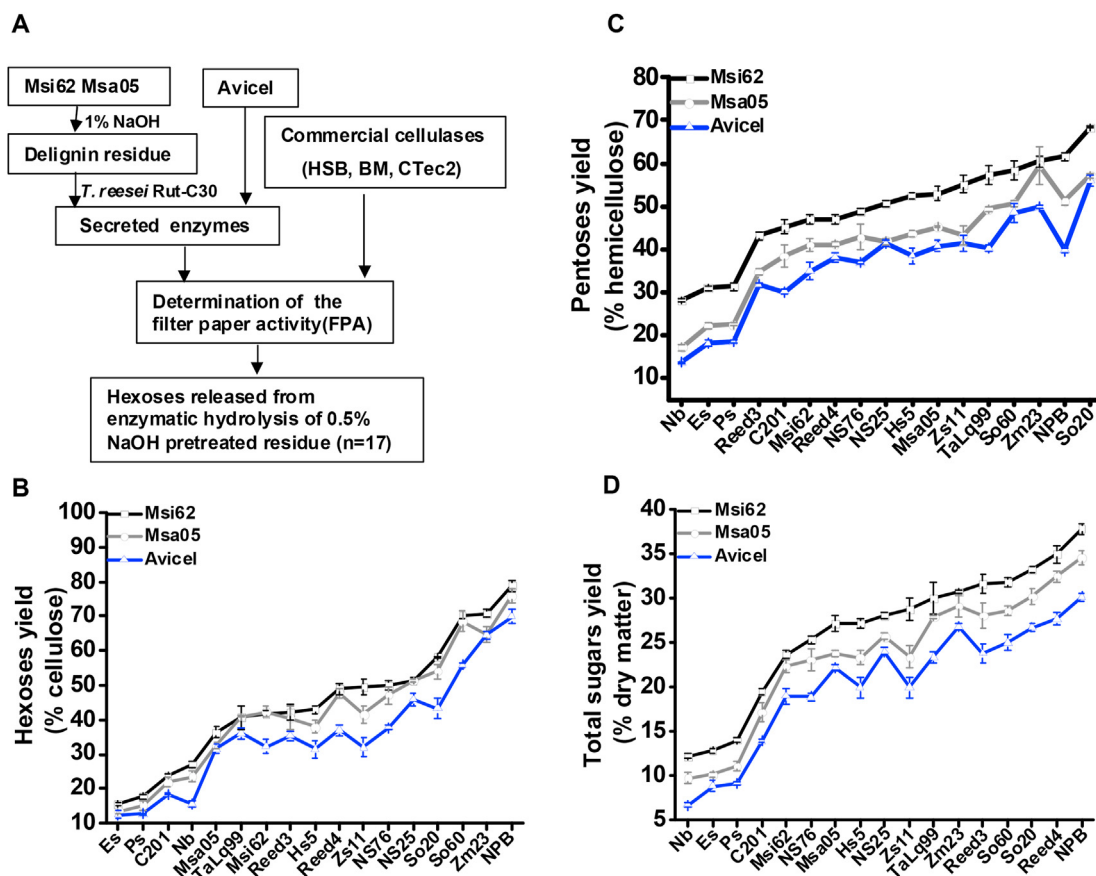 A
Msi62 Msa05
Avicel
1% NaOH
Commercial cellulases
(HSB, BM, CTec2)
Delignin residue
T. reesei Rut-C30
Secreted enzymes
Determination of the
filter paper activity(FPA)
Hexoses released from
enzymatic hydrolysis of 0.5%
NaOH pretreated residue (n=17)
B
Msi62
Msa05
Avicel
Hexoses yield
(% cellulose)
100
90
80
70
60
50
40
30
20
10
Es
Ps
C201
Nb
Msa05
TaLq99
Msi62
Reed3
Hs5
Reed4
Zs11
NS76
NS25
So20
So60
Zm23
NPB
C
Msi62
Msa05
Avicel
Pentoses yield
(% hemicellulose)
80
70
60
50
40
30
20
10
Nb
Es
Ps
Reed3
C201
Msi62
Reed4
NS76
NS25
Hs5
Msa05
Zs11
TaLq99
So60
Zm23
NPB
So20
D
Msi62
Msa05
Avicel
Total sugars yield
(% dry matter)
40
35
30
25
20
15
10
5
Nb
Es
Ps
C201
Msi62
NS76
Msa05
Hs5
NS25
Zs11
TaLq99
Zm23
Reed3
So60
So20
Reed4
NPB